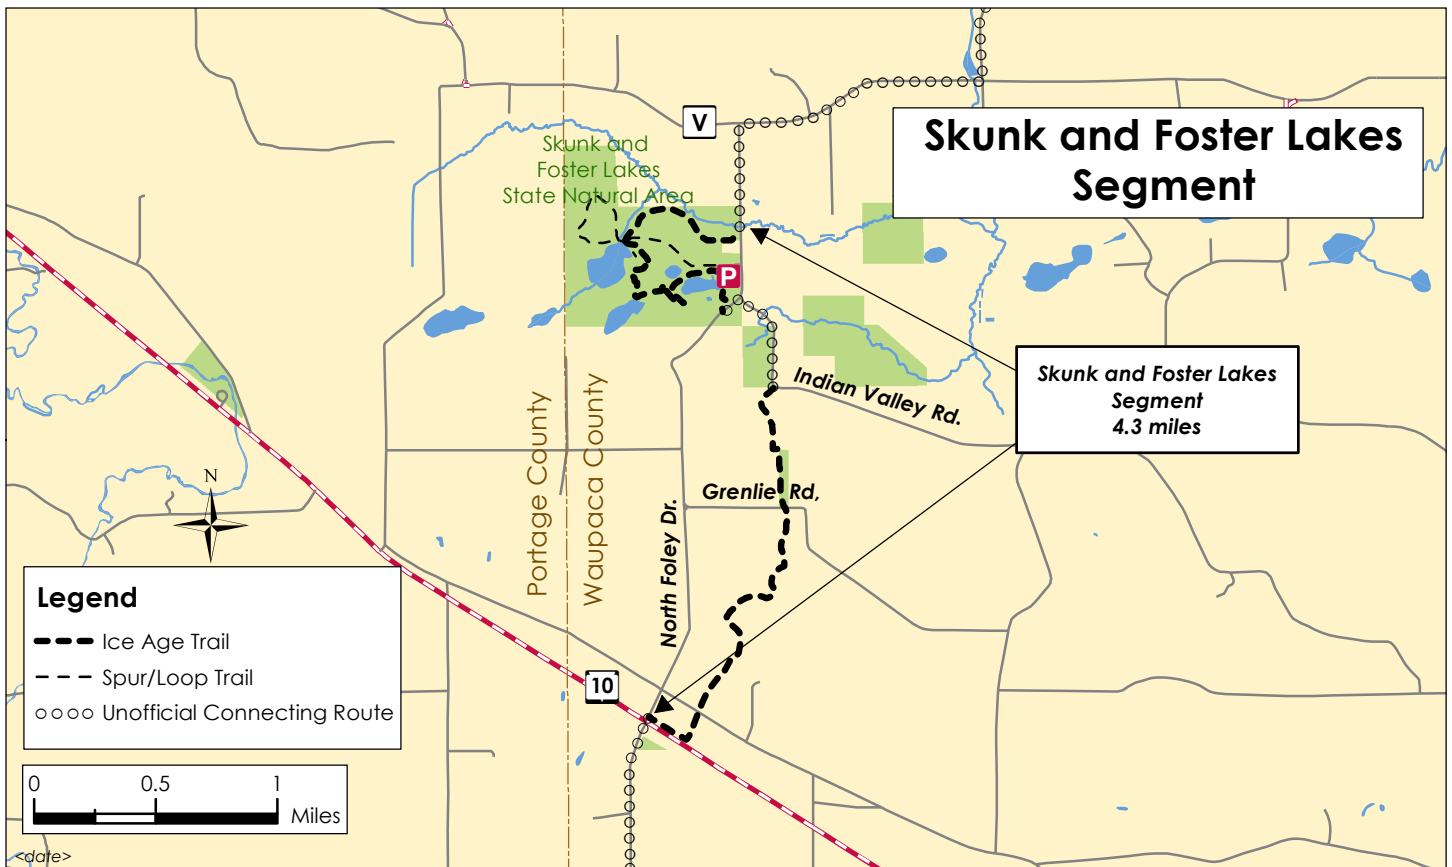 V
Skunk and Foster Lakes
Segment
Skunk and
Foster Lakes
State Natural Area
P
Indian Valley Rd.
Skunk and Foster Lakes
Segment
4.3 miles
Portage County
Waupaca County
Grenlie Rd,
North Foley Dr.
N
10
Legend
Ice Age Trail
Spur/Loop Trail
Unofficial Connecting Route
0 0.5 1
Miles
<date>